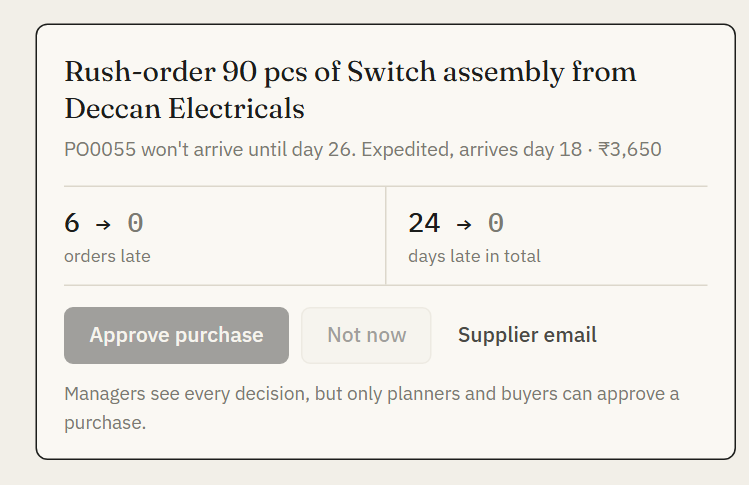 Rush-order 90 pcs of Switch assembly from
Deccan Electricals
PO0055 won't arrive until day 26. Expedited, arrives day 18 · ₹3,650
6 → 0
orders late
24 → 0
days late in total
Approve purchase
Not now
Supplier email
Managers see every decision, but only planners and buyers can approve a
purchase.